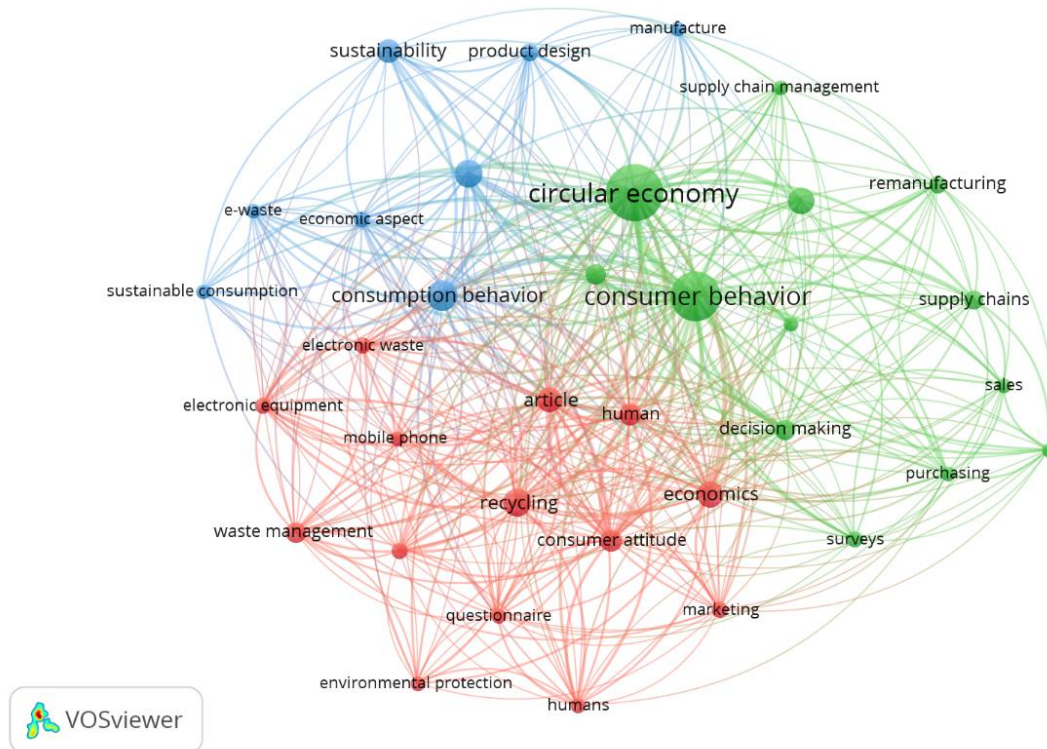 manufacture
sustainability
product design
supply chain management
remanufacturing
circular economy
e-waste
economic aspect
sustainable consumption
consumption behavior
consumer behavior
supply chains
electronic waste
sales
electronic equipment
article
human
mobile phone
decision making
purchasing
recycling
economics
waste management
consumer attitude
surveys
questionnaire
marketing
environmental protection
humans
VOSviewer